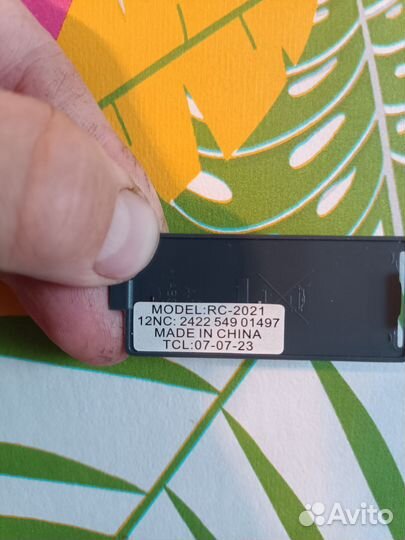 MODEL:RC-2021
12NC: 2422 549 01497
MADE IN CHINA
TCL:07-07-23
Avito